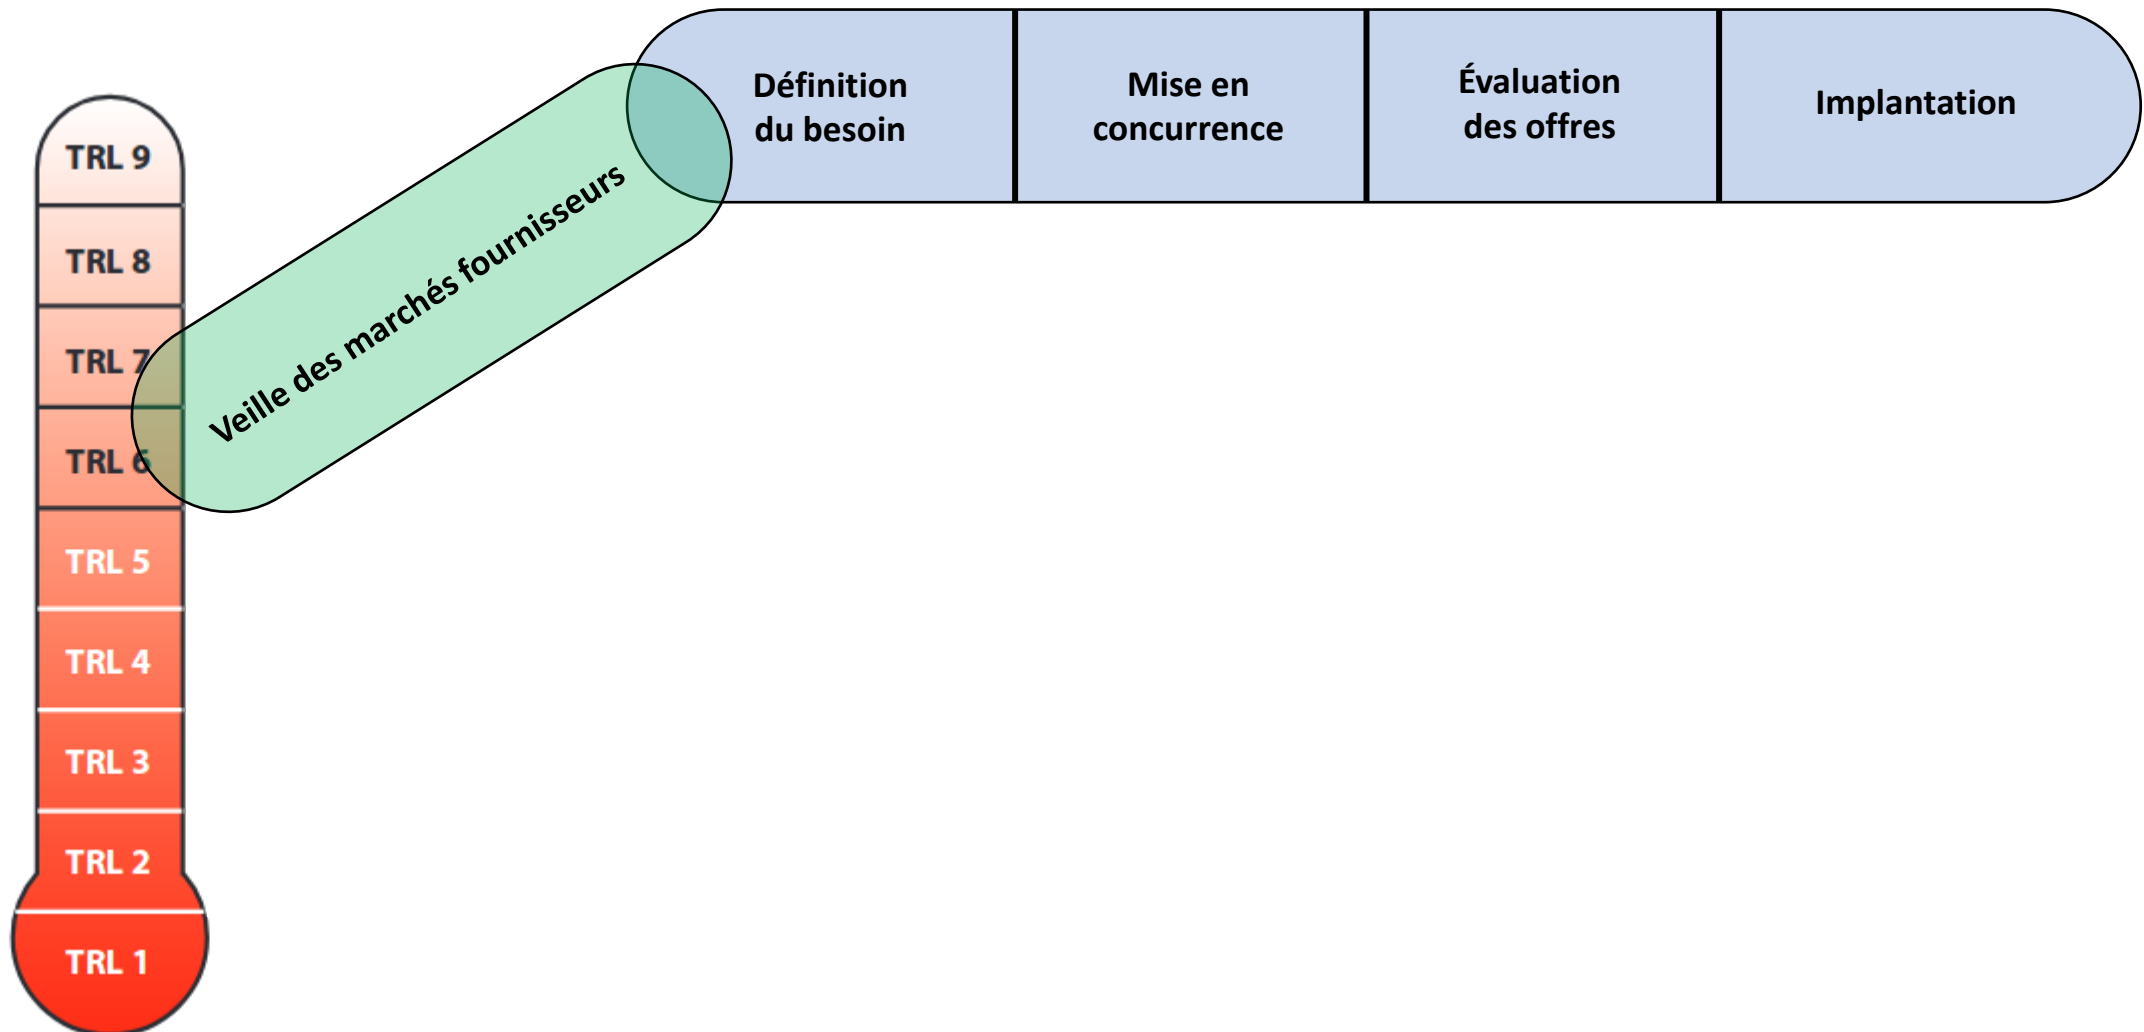 Définition
du besoin
Mise en
concurrence
Évaluation
des offres
Implantation
Veille des marchés fournisseurs
TRL 9
TRL 8
TRL 7
TRL 6
TRL 5
TRL 4
TRL 3
TRL 2
TRL 1